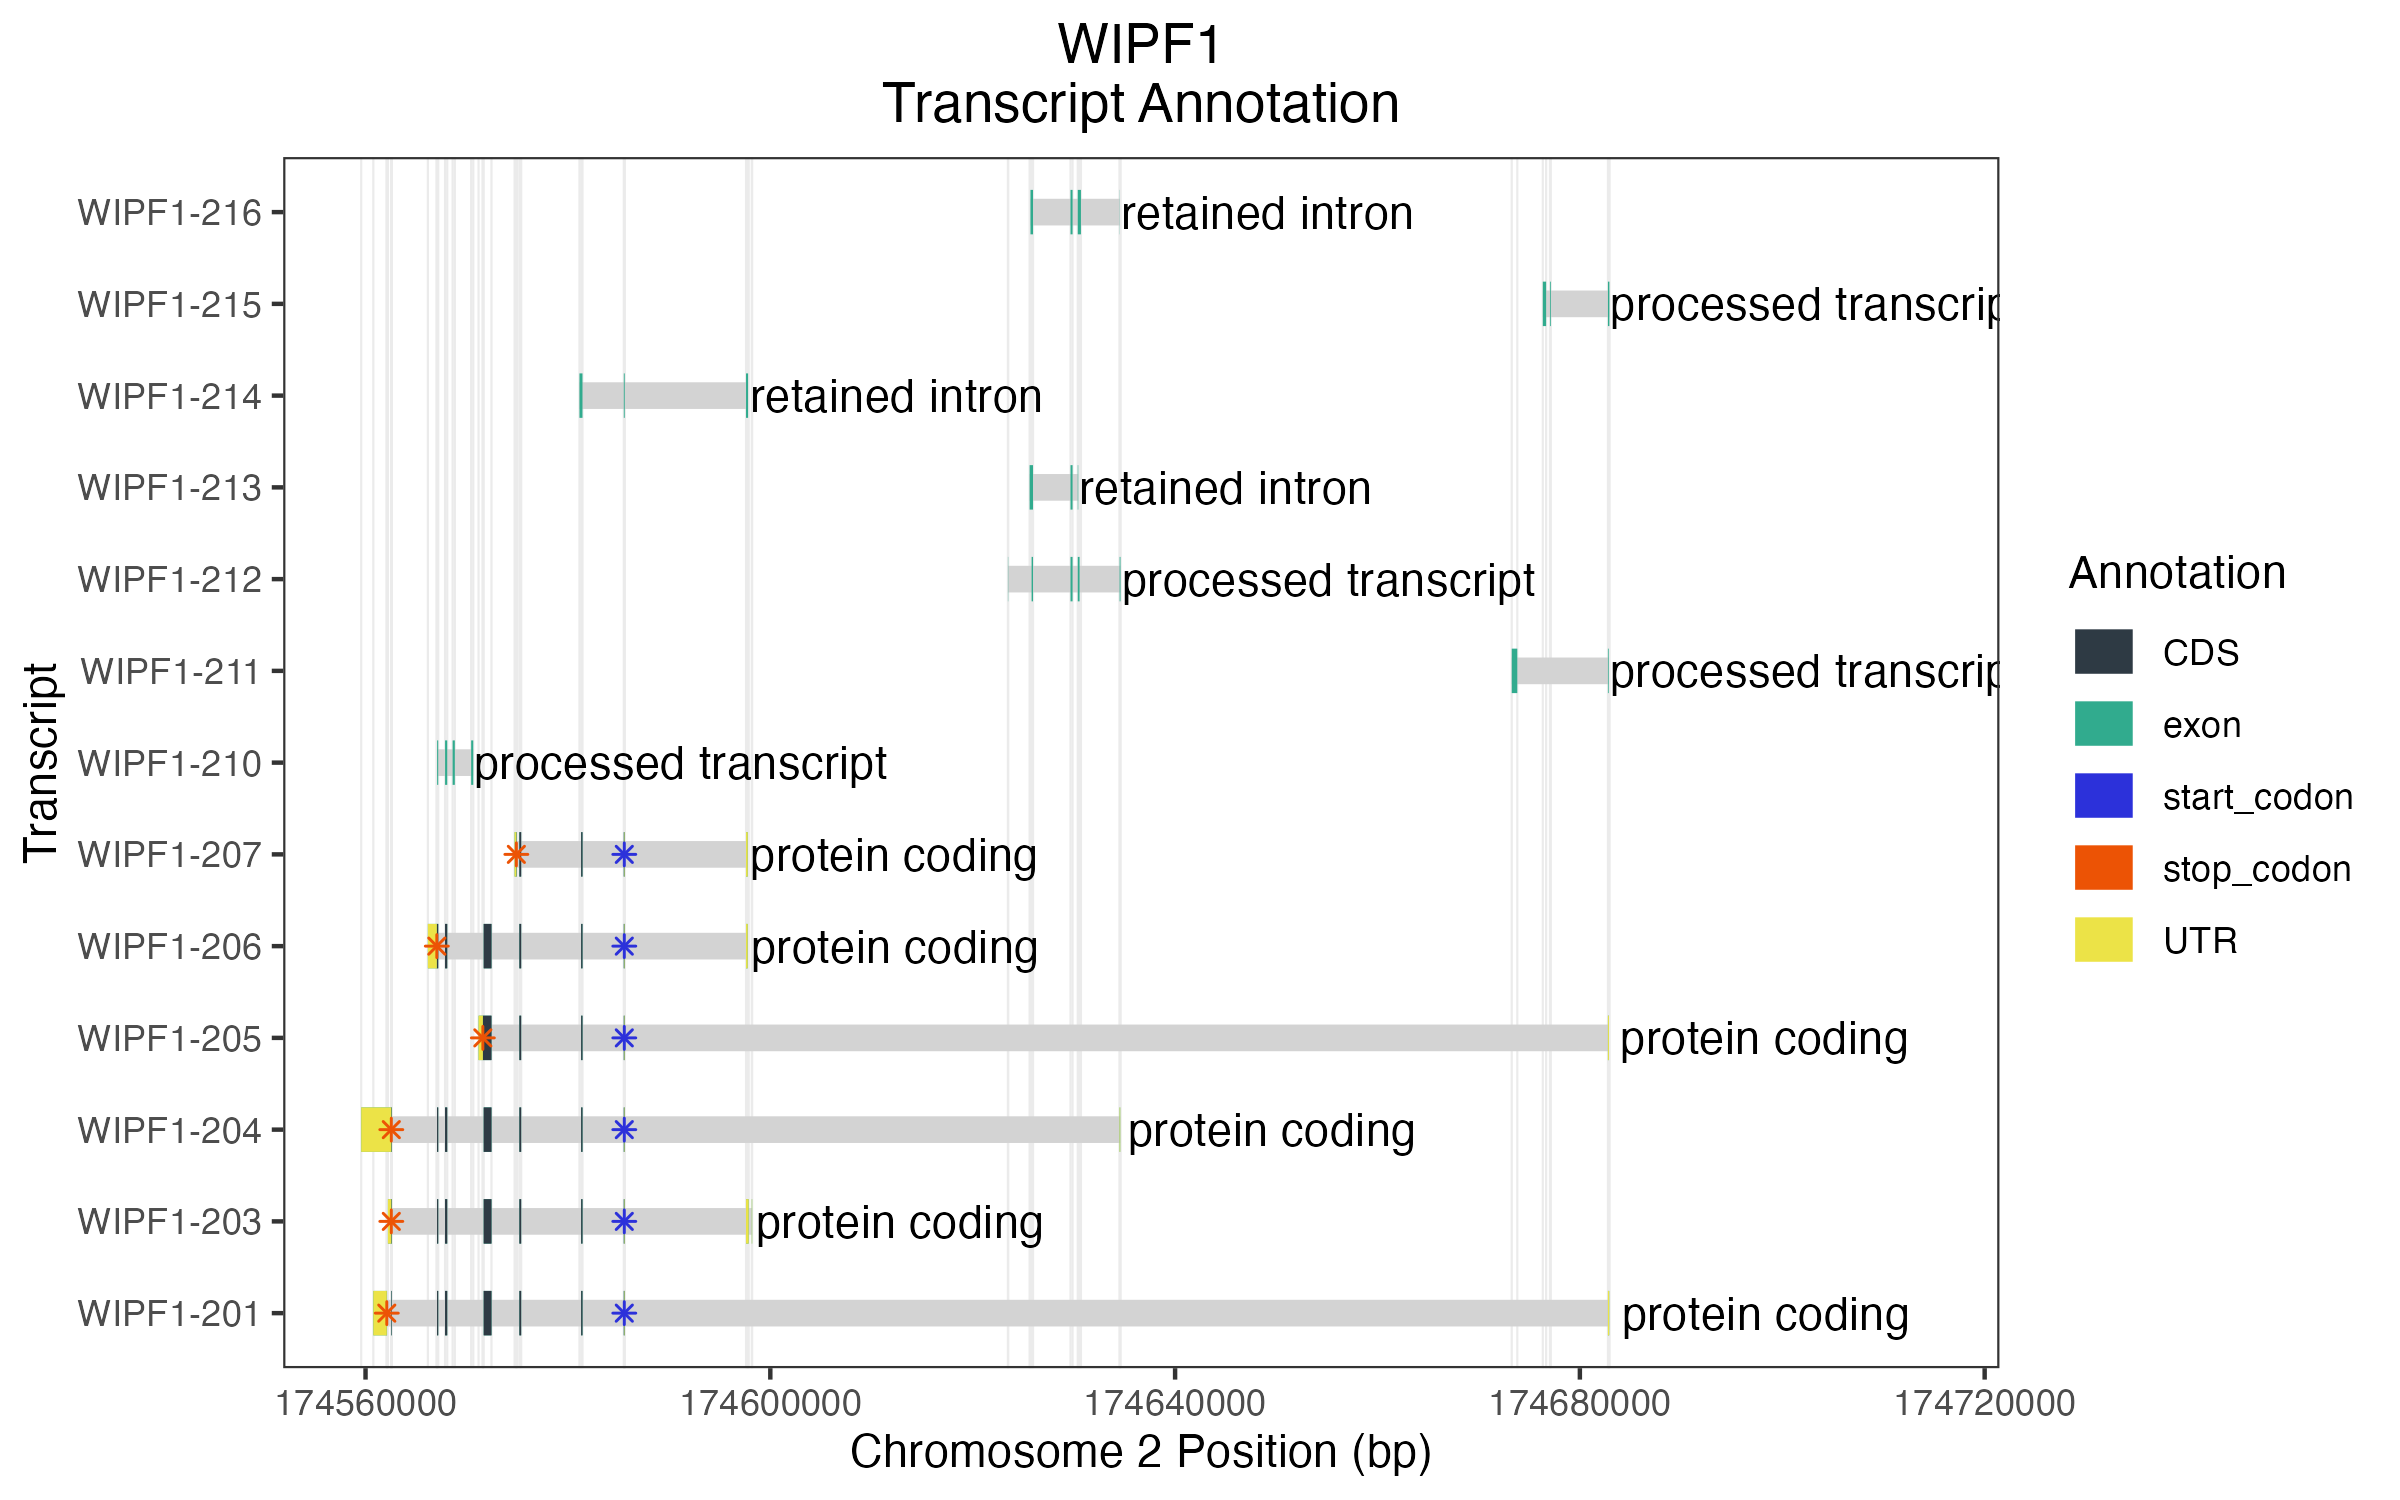 WIPF1
Transcript Annotation
WIPF1-216
retained intron
WIPF1-215
processed transcrip
WIPF1-214
retained intron
WIPF1-213
retained intron
WIPF1-212
processed transcript
WIPF1-211
processed transcrip
WIPF1-210
processed transcript
WIPF1-207
protein coding
WIPF1-206
protein coding
WIPF1-205
protein coding
WIPF1-204
protein coding
WIPF1-203
protein coding
WIPF1-201
protein coding
Transcript
174560000
174600000
174640000
174680000
174720000
Chromosome 2 Position (bp)
Annotation
CDS
exon
start_codon
stop_codon
UTR